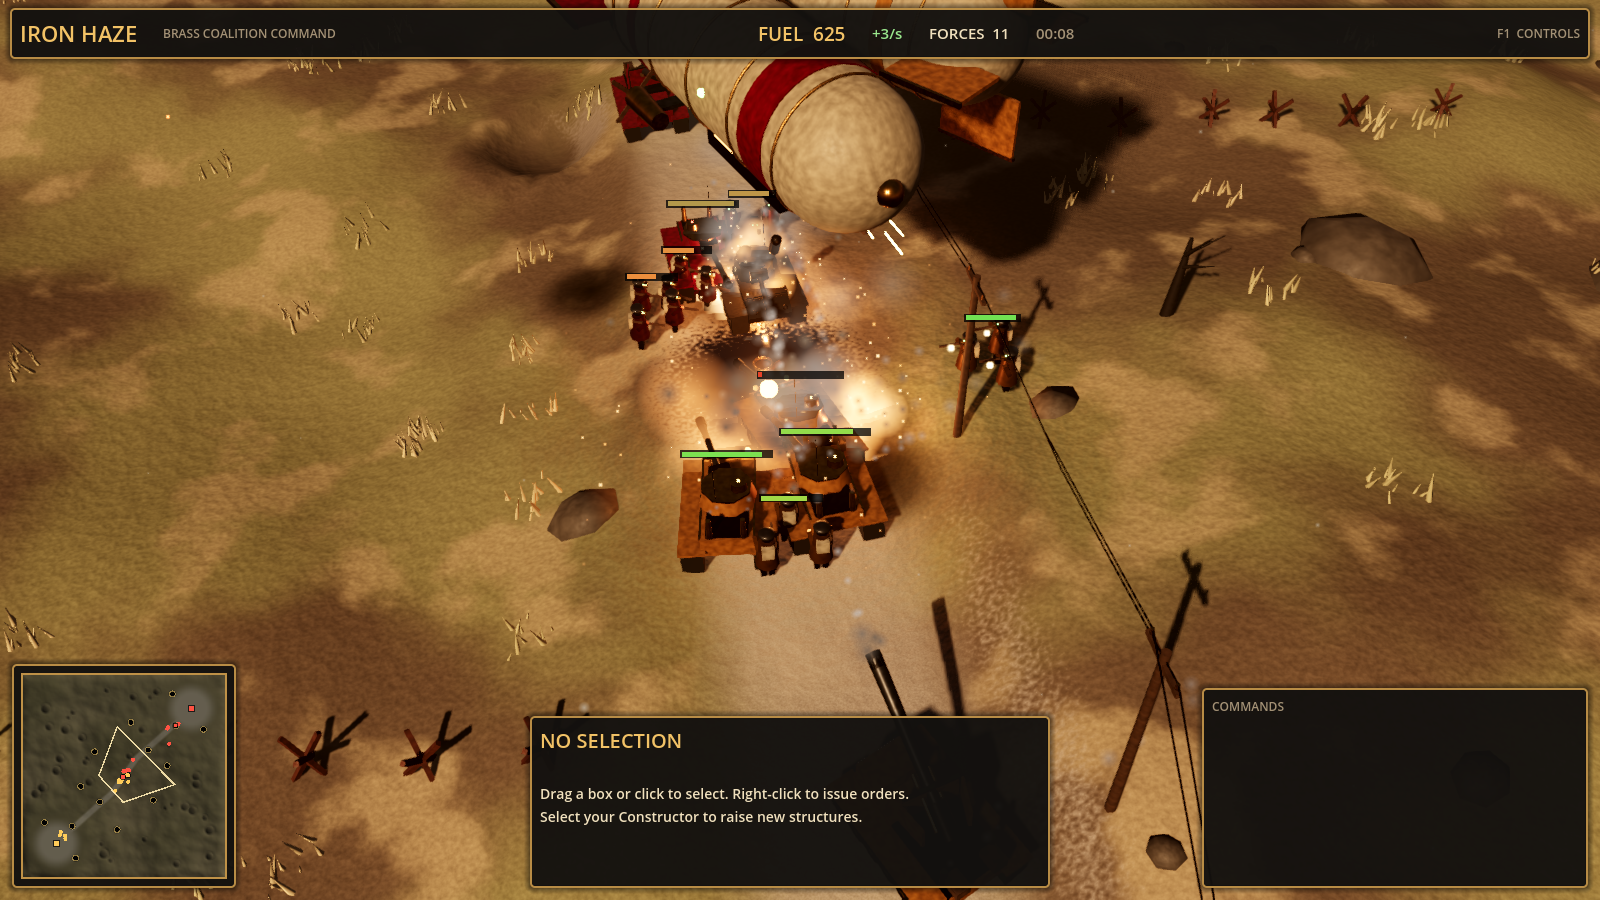 IRON HAZE
BRASS COALITION COMMAND
FUEL 625
+3/s
FORCES 11
00:08
F1 CONTROLS
NO SELECTION
Drag a box or click to select. Right-click to issue orders.
Select your Constructor to raise new structures.
COMMANDS